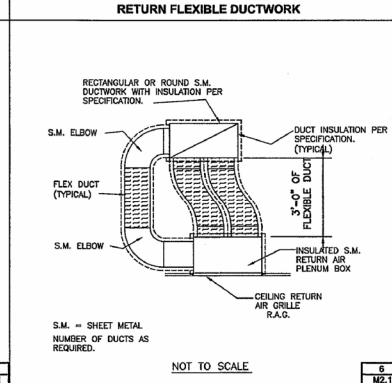 RETURN FLEXIBLE DUCTWORK
RECTANGULAR OR ROUND S.M.
DUCTWORK WITH INSULATION PER
SPECIFICATION.
S.M. ELBOW
DUCT INSULATION PER
SPECIFICATION.
(TYPICAL)
FLEX DUCT
(TYPICAL)
3'-0" OF
FLEXIBLE DUCT
S.M. ELBOW
INSULATED S.M.
RETURN AIR
PLENUM BOX
CEILING RETURN
AIR GRILLE
R.A.G.
S.M. = SHEET METAL
NUMBER OF DUCTS AS
REQUIRED.
NOT TO SCALE
6
M2.1